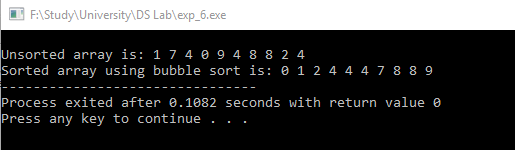 F:\Study\University\DS Lab\exp_6.exe
Unsorted array is: 1 7 4 0 9 4 8 8 2 4
Sorted array using bubble sort is: 0 1 2 4 4 4 7 8 8 9
--------------------------------
Process exited after 0.1082 seconds with return value 0
Press any key to continue . . .